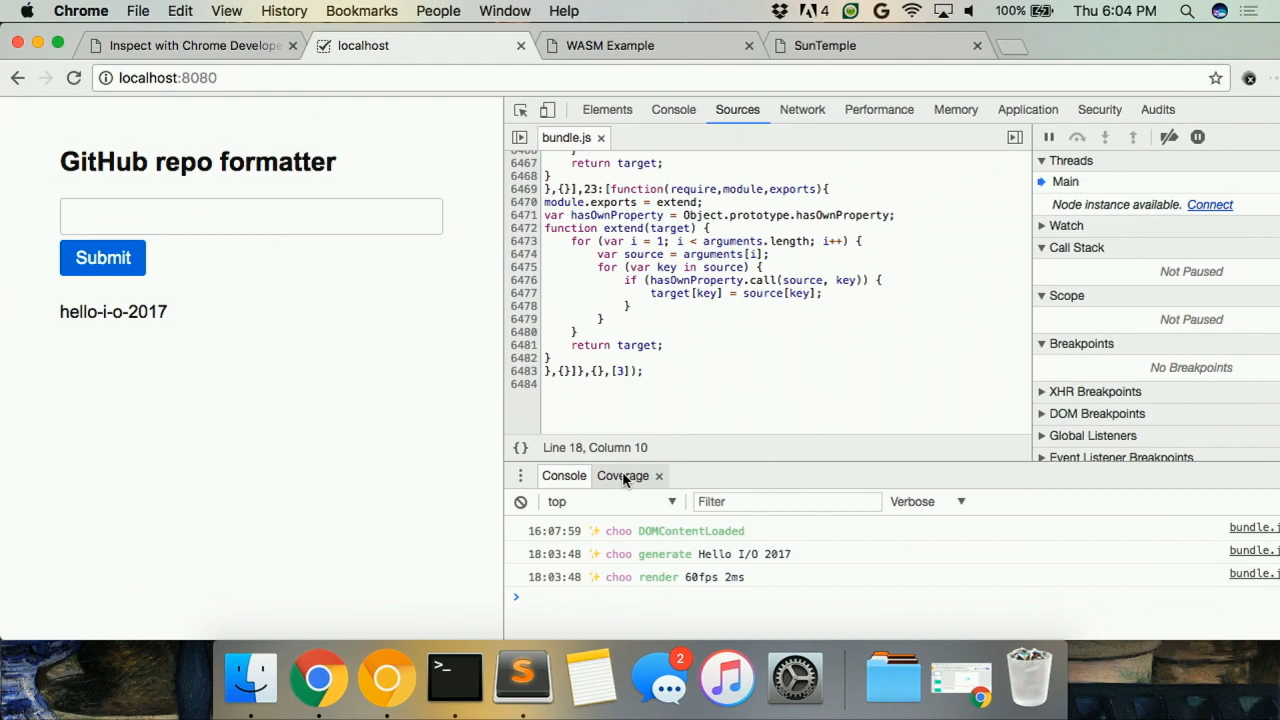 Chrome File Edit View History Bookmarks People Window Help 4 100% Thu 6:04 PM
Inspect with Chrome Develope localhost WASM Example SunTemple
localhost:8080
GitHub repo formatter
Submit
hello-i-o-2017
Elements Console Sources Network Performance Memory Application Security Audits
bundle.js
6467 return target;
6468 }
6469 },{}],23:[function(require,module,exports){
6470 module.exports = extend;
6471 var hasOwnProperty = Object.prototype.hasOwnProperty;
6472 function extend(target) {
6473 for (var i = 1; i < arguments.length; i++) {
6474 var source = arguments[i];
6475 for (var key in source) {
6476 if (hasOwnProperty.call(source, key)) {
6477 target[key] = source[key];
6478 }
6479 }
6480 }
6481 return target;
6482 }
6483 },{}]},{},[3]);
6484
{} Line 18, Column 10
Threads
Main
Node instance available. Connect
Watch
Call Stack
Not Paused
Scope
Not Paused
Breakpoints
No Breakpoints
XHR Breakpoints
DOM Breakpoints
Global Listeners
Event Listener Breakpoints
Console Coverage
top Filter Verbose
16:07:59 ✨ choo DOMContentLoaded bundle.j
18:03:48 ✨ choo generate Hello I/O 2017 bundle.j
18:03:48 ✨ choo render 60fps 2ms bundle.j
>
>_ S 2